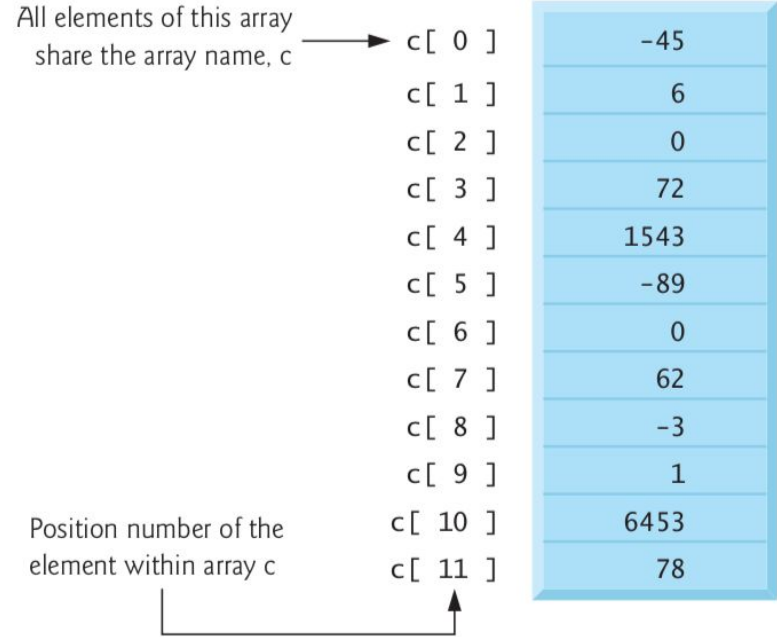 All elements of this array
share the array name, c
c[ 0 ] -45
c[ 1 ] 6
c[ 2 ] 0
c[ 3 ] 72
c[ 4 ] 1543
c[ 5 ] -89
c[ 6 ] 0
c[ 7 ] 62
c[ 8 ] -3
c[ 9 ] 1
c[ 10 ] 6453
c[ 11 ] 78
Position number of the
element within array c